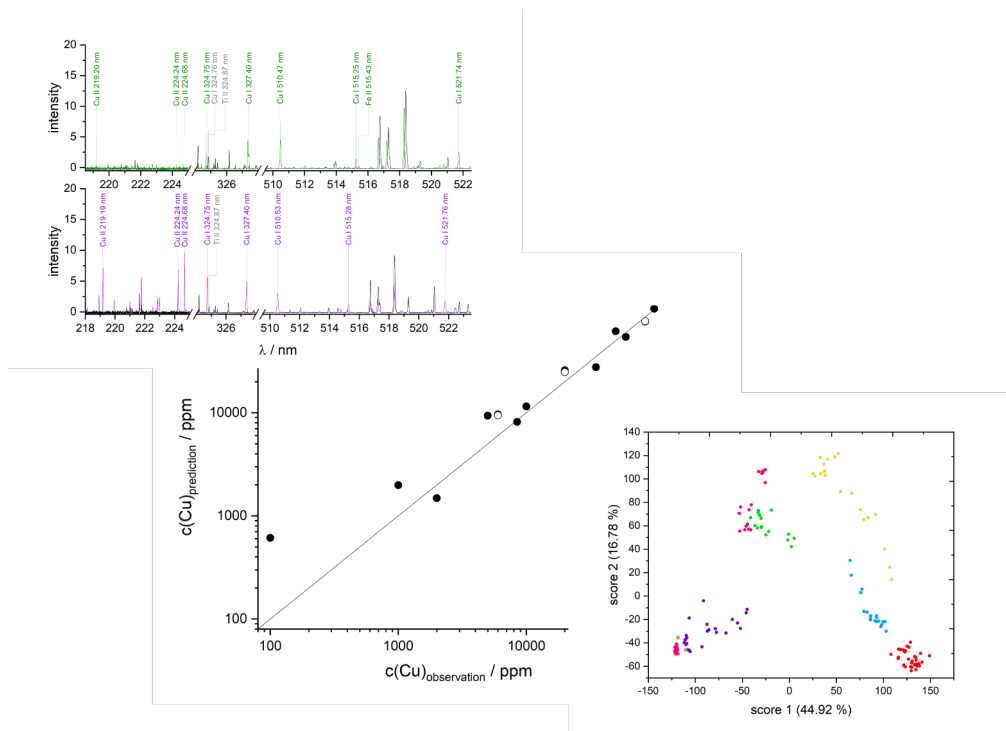 20
15
10
5
0
intensity
Cu II 219.20 nm
Cu II 224.24 nm
Cu II 224.68 nm
Cu I 324.75 nm
Cu I 324.76 nm
Ti II 324.87 nm
Cu I 327.40 nm
Cu I 510.47 nm
Cu I 515.25 nm
Fe II 515.43 nm
Cu I 521.74 nm
220 222 224 326 510 512 514 516 518 520 522
20
15
10
5
0
intensity
Cu II 219.19 nm
Cu II 224.24 nm
Cu II 224.68 nm
Cu I 324.75 nm
Ti II 324.87 nm
Cu I 327.40 nm
Cu I 510.53 nm
Cu I 515.28 nm
Cu I 521.76 nm
218 220 222 224 326 510 512 514 516 518 520 522
λ / nm
10000
1000
100
c(Cu)prediction / ppm
100 1000 10000
c(Cu)observation / ppm
140
120
100
80
60
40
20
0
-20
-40
-60
score 2 (16.78 %)
-150 -100 -50 0 50 100 150
score 1 (44.92 %)